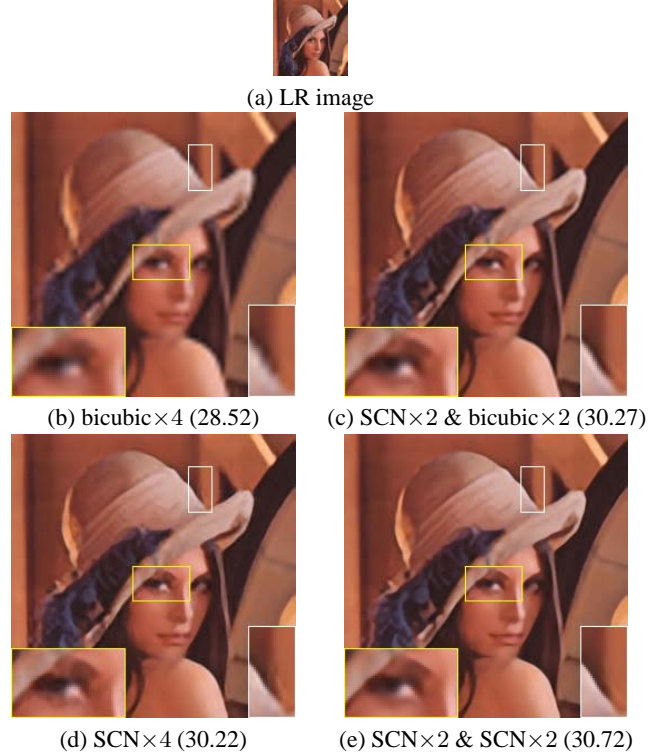 (a) LR image
(b) bicubic×4 (28.52)
(c) SCN×2 & bicubic×2 (30.27)
(d) SCN×4 (30.22)
(e) SCN×2 & SCN×2 (30.72)